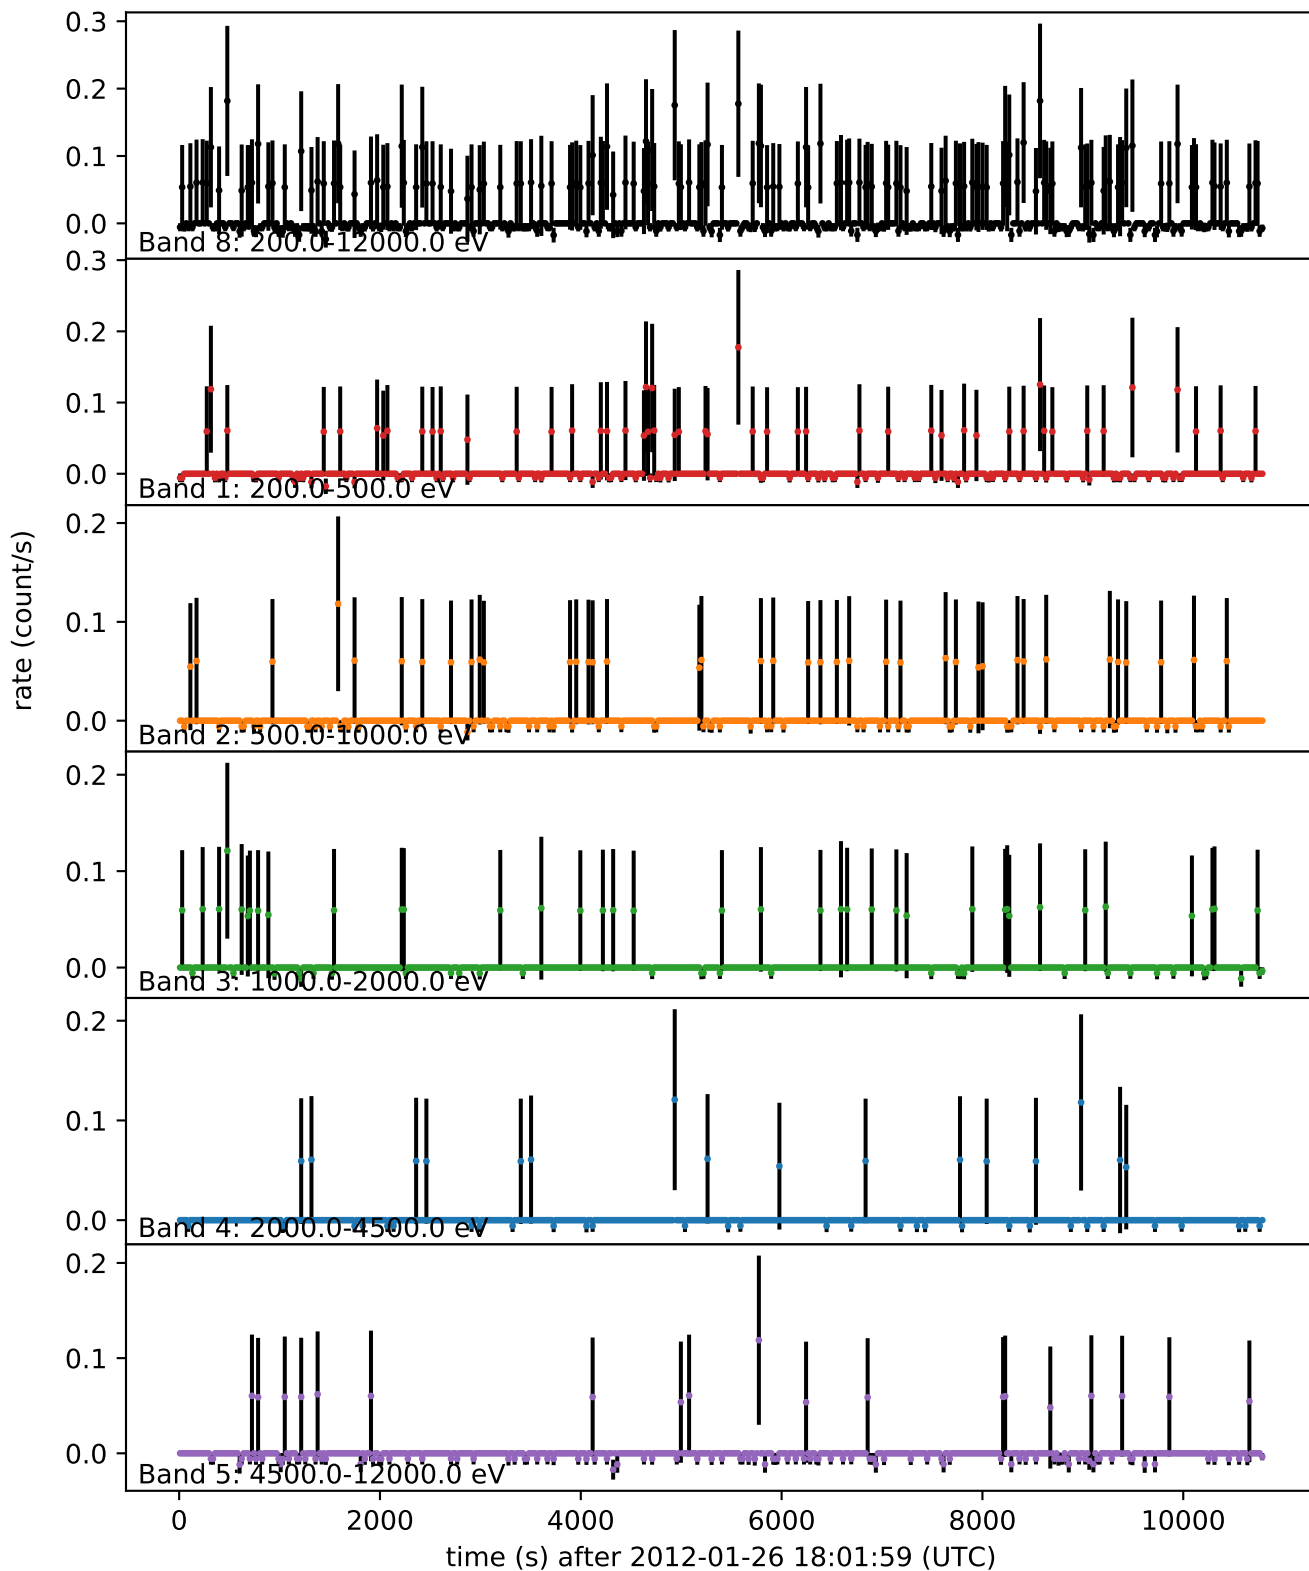 0.3
0.2
0.1
0.0
Band 8: 200.0-12000.0 eV
0.3
0.2
0.1
0.0
Band 1: 200.0-500.0 eV
0.2
0.1
0.0
Band 2: 500.0-1000.0 eV
rate (count/s)
0.2
0.1
0.0
Band 3: 1000.0-2000.0 eV
0.2
0.1
0.0
Band 4: 2000.0-4500.0 eV
0.2
0.1
0.0
Band 5: 4500.0-12000.0 eV
0 2000 4000 6000 8000 10000
time (s) after 2012-01-26 18:01:59 (UTC)